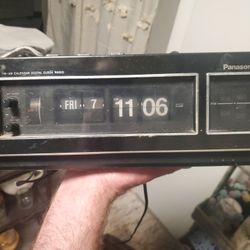 FM-AM CALENDAR DIGITAL CLOCK RADIO
Panason
FRI 7 11 06